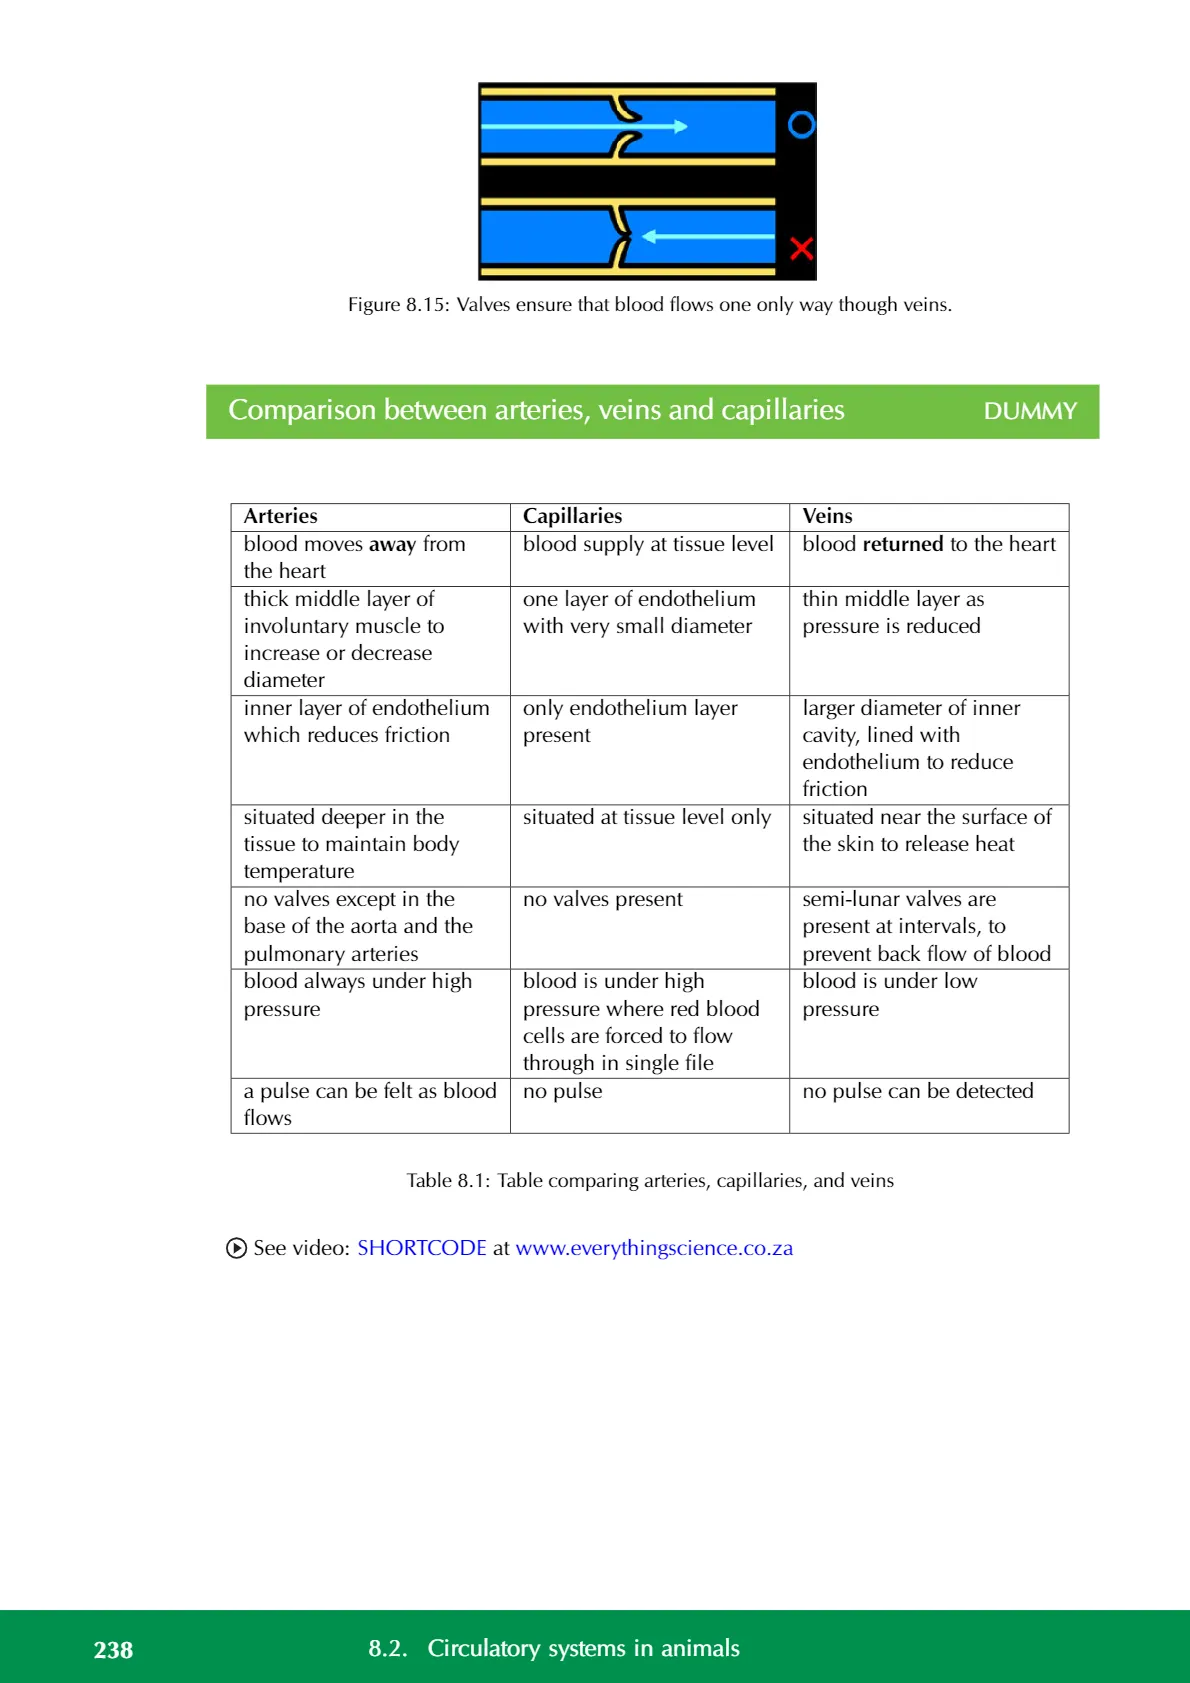 Figure 8.15: Valves ensure that blood flows one only way though veins.
Comparison between arteries, veins and capillaries DUMMY
Arteries Capillaries Veins
blood moves away from blood supply at tissue level blood returned to the heart
the heart
thick middle layer of one layer of endothelium thin middle layer as
involuntary muscle to with very small diameter pressure is reduced
increase or decrease
diameter
inner layer of endothelium only endothelium layer larger diameter of inner
which reduces friction present cavity, lined with
endothelium to reduce
friction
situated deeper in the situated at tissue level only situated near the surface of
tissue to maintain body the skin to release heat
temperature
no valves except in the no valves present semi-lunar valves are
base of the aorta and the present at intervals, to
pulmonary arteries prevent back flow of blood
blood always under high blood is under high blood is under low
pressure pressure where red blood pressure
cells are forced to flow
through in single file
a pulse can be felt as blood no pulse no pulse can be detected
flows
Table 8.1: Table comparing arteries, capillaries, and veins
See video: SHORTCODE at www.everythingscience.co.za
238 8.2. Circulatory systems in animals